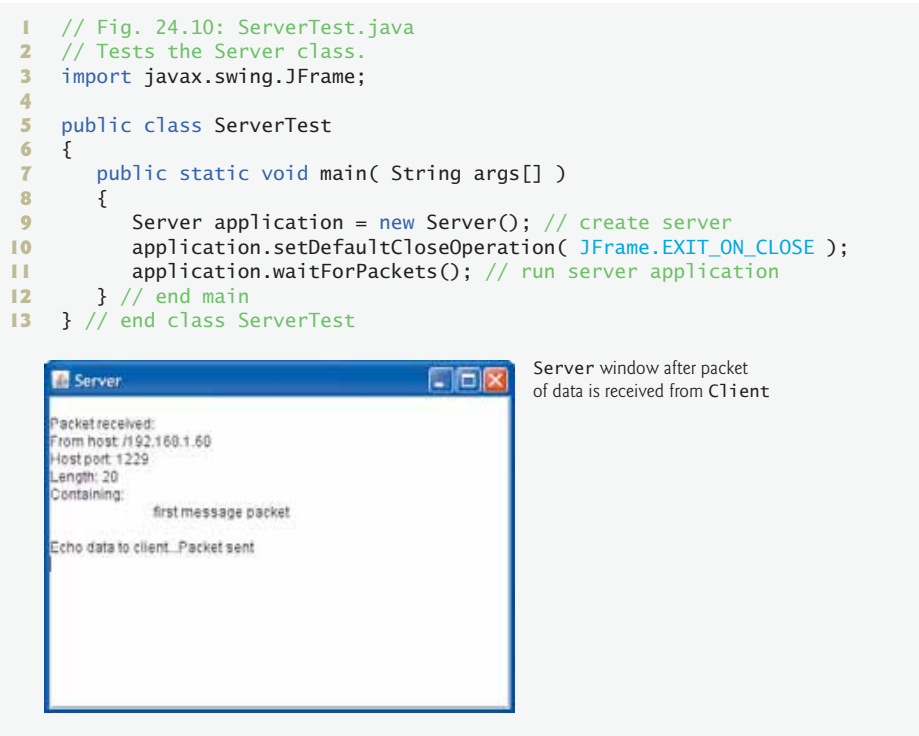 1 // Fig. 24.10: ServerTest.java
2 // Tests the Server class.
3 import javax.swing.JFrame;
4
5 public class ServerTest
6 {
7 public static void main( String args[] )
8 {
9 Server application = new Server(); // create server
10 application.setDefaultCloseOperation( JFrame.EXIT_ON_CLOSE );
11 application.waitForPackets(); // run server application
12 } // end main
13 } // end class ServerTest
Server
Server window after packet
of data is received from Client
Packet received:
From host: /192.168.1.60
Host port: 1229
Length: 20
Containing:
first message packet
Echo data to client...Packet sent